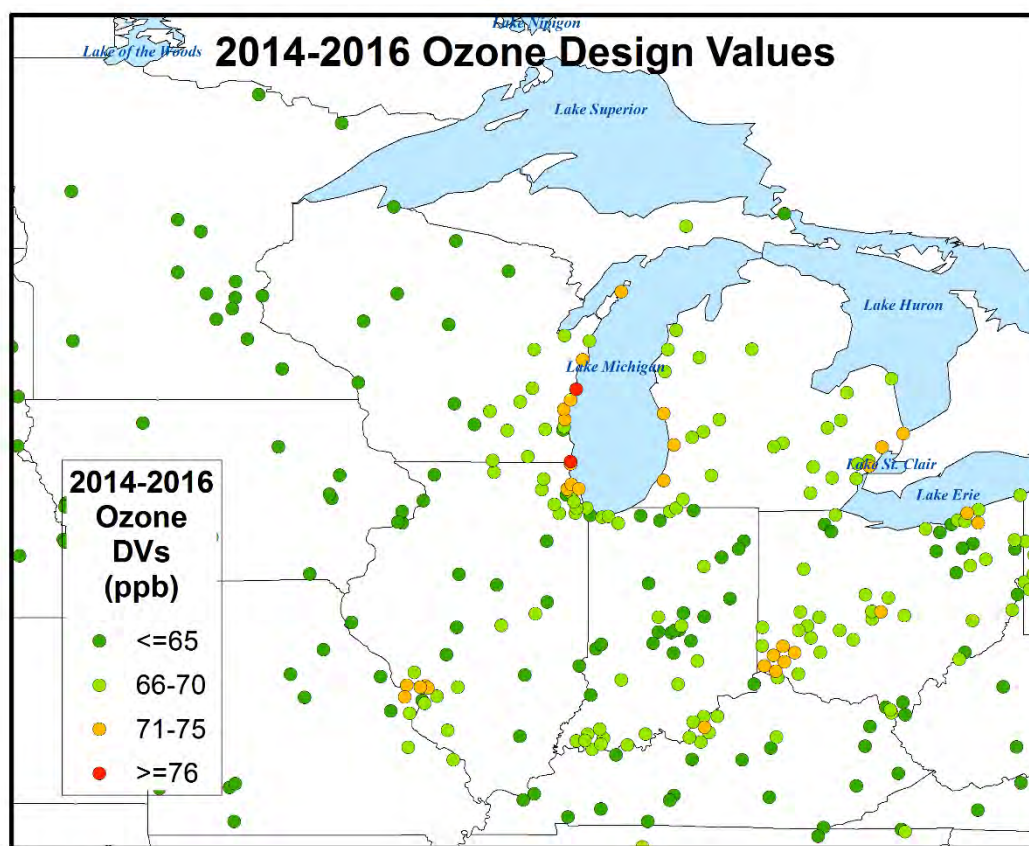 Lake Nipigon
Lake of the Woods
2014-2016 Ozone Design Values
Lake Superior
Lake Huron
Lake Michigan
Lake St. Clair
Lake Erie
2014-2016
Ozone
DVs
(ppb)
<=65
66-70
71-75
>=76